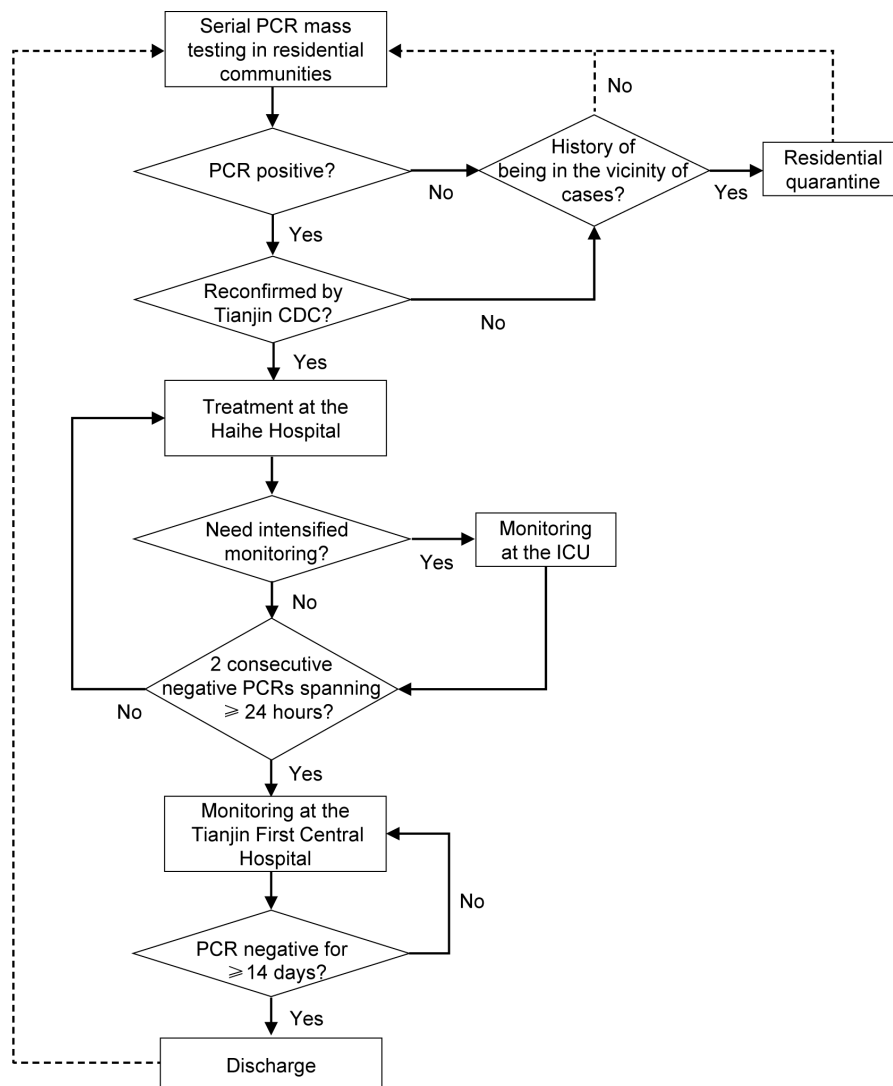 Serial PCR mass
testing in residential
communities
No
PCR positive?
No
History of
being in the vicinity of
cases?
Yes
Residential
quarantine
Yes
Reconfirmed by
Tianjin CDC?
No
Yes
Treatment at the
Haihe Hospital
Need intensified
monitoring?
Yes
Monitoring
at the ICU
No
2 consecutive
negative PCRs spanning
⩾ 24 hours?
No
Yes
Monitoring at the
Tianjin First Central
Hospital
No
PCR negative for
⩾14 days?
Yes
Discharge